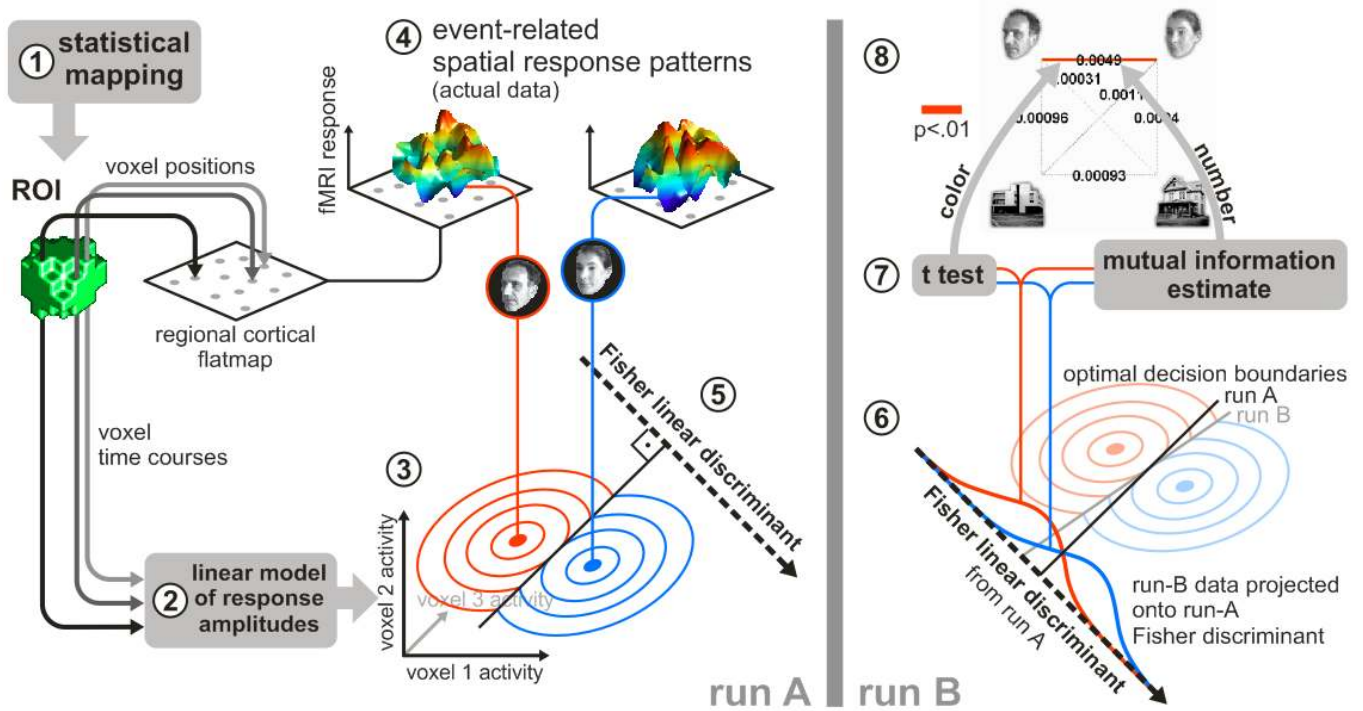 1 statistical
mapping
ROI
voxel positions
regional cortical
flatmap
voxel
time courses
2 linear model
of response
amplitudes
4 event-related
spatial response patterns
(actual data)
fMRI response
3
voxel 2 activity
voxel 3 activity
voxel 1 activity
5
Fisher linear discriminant
run A
8
p<.01
0.0049
0.00031
0.0011
0.00096
0.00093
color
number
7 t test
mutual information
estimate
6
optimal decision boundaries
run A
run B
Fisher linear discriminant
from run A
run-B data projected
onto run-A
Fisher discriminant
run B